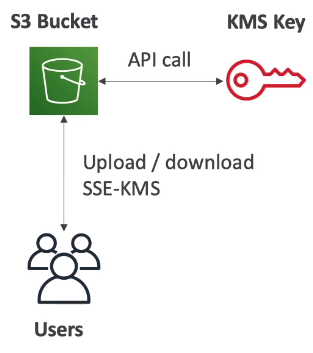 S3 Bucket
KMS Key
API call
Upload / download
SSE-KMS
Users